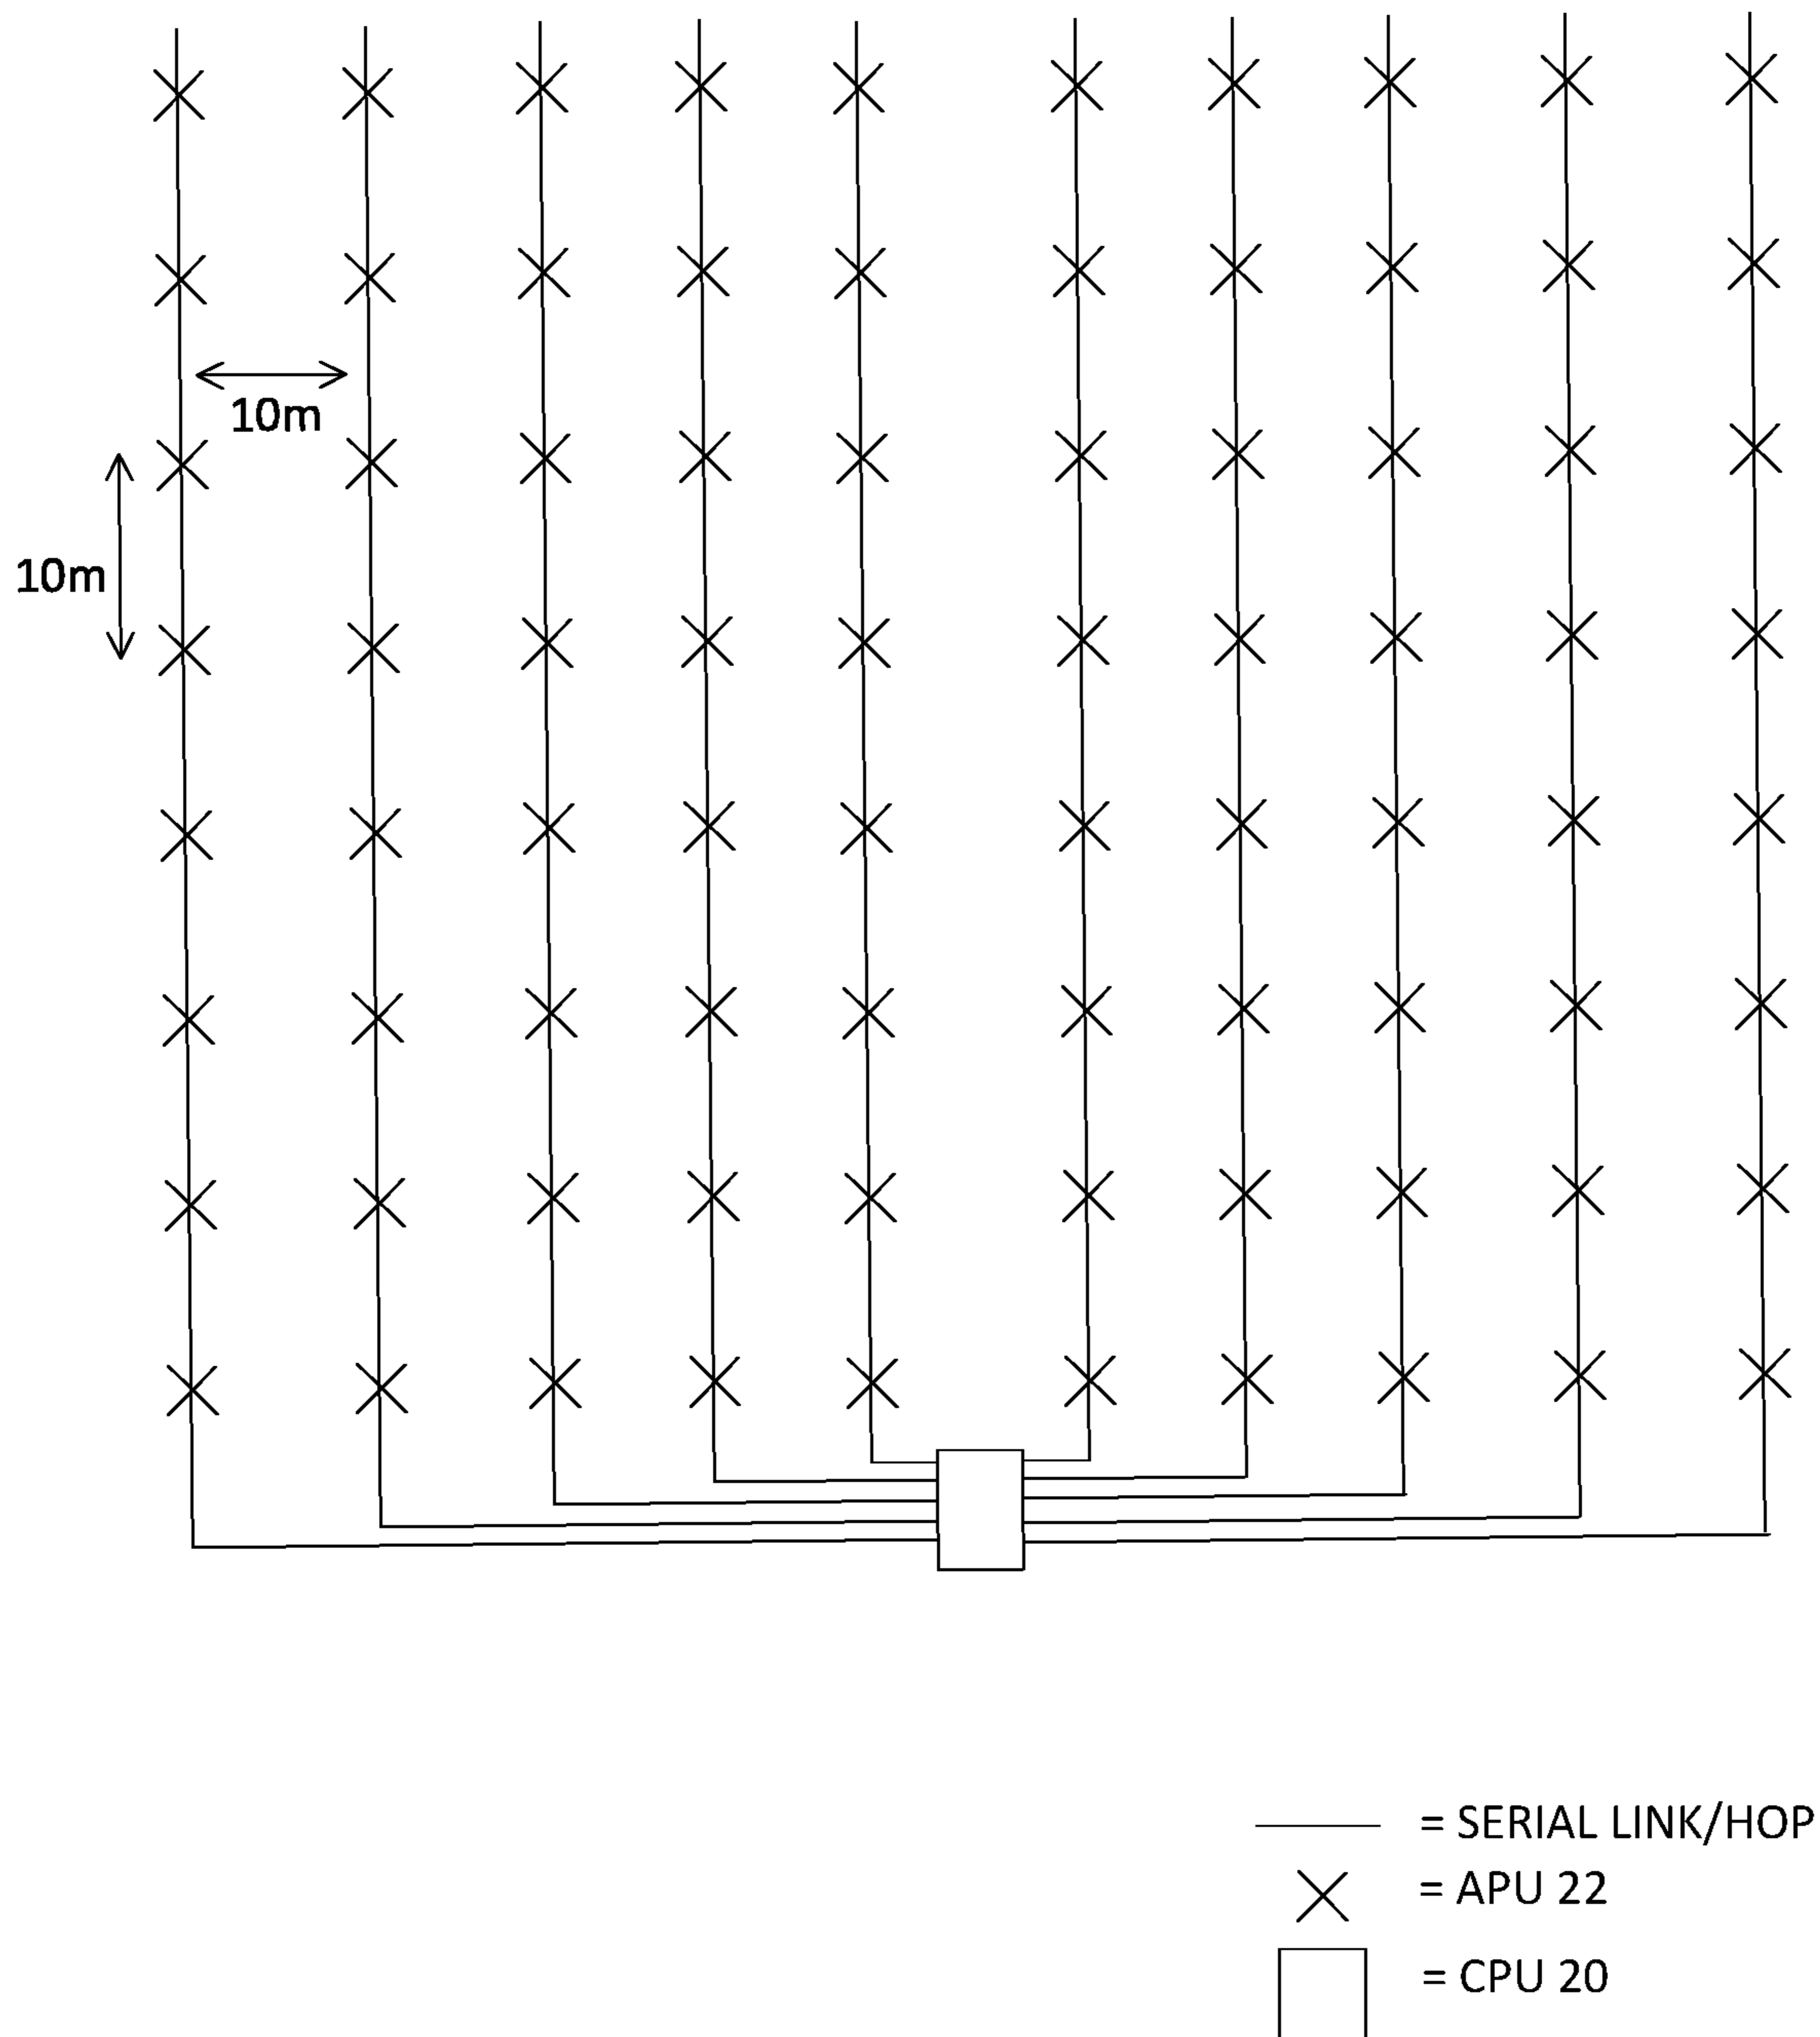 10m
10m
= SERIAL LINK/HOP
= APU 22
= CPU 20